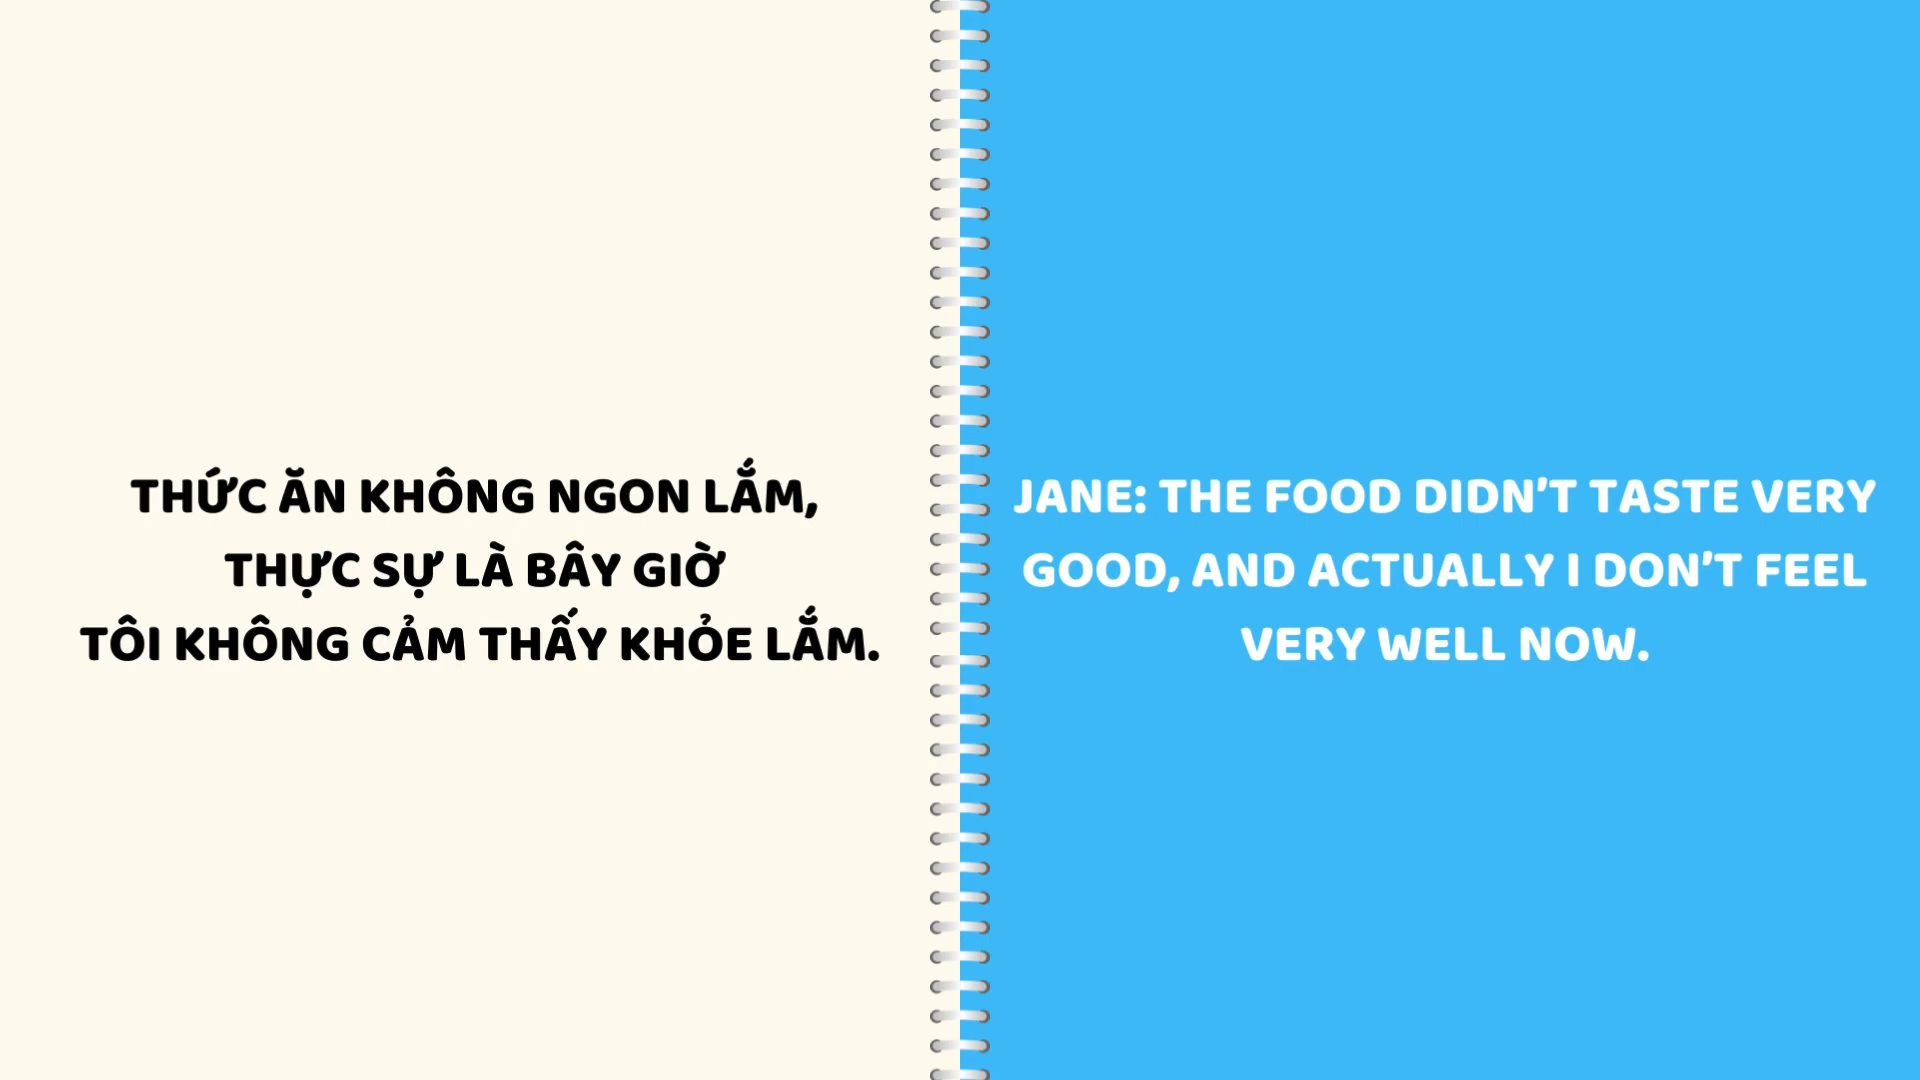 THỨC ĂN KHÔNG NGON LẮM,
THỰC SỰ LÀ BÂY GIỜ
TÔI KHÔNG CẢM THẤY KHỎE LẮM.
JANE: THE FOOD DIDN'T TASTE VERY
GOOD, AND ACTUALLY I DON'T FEEL
VERY WELL NOW.